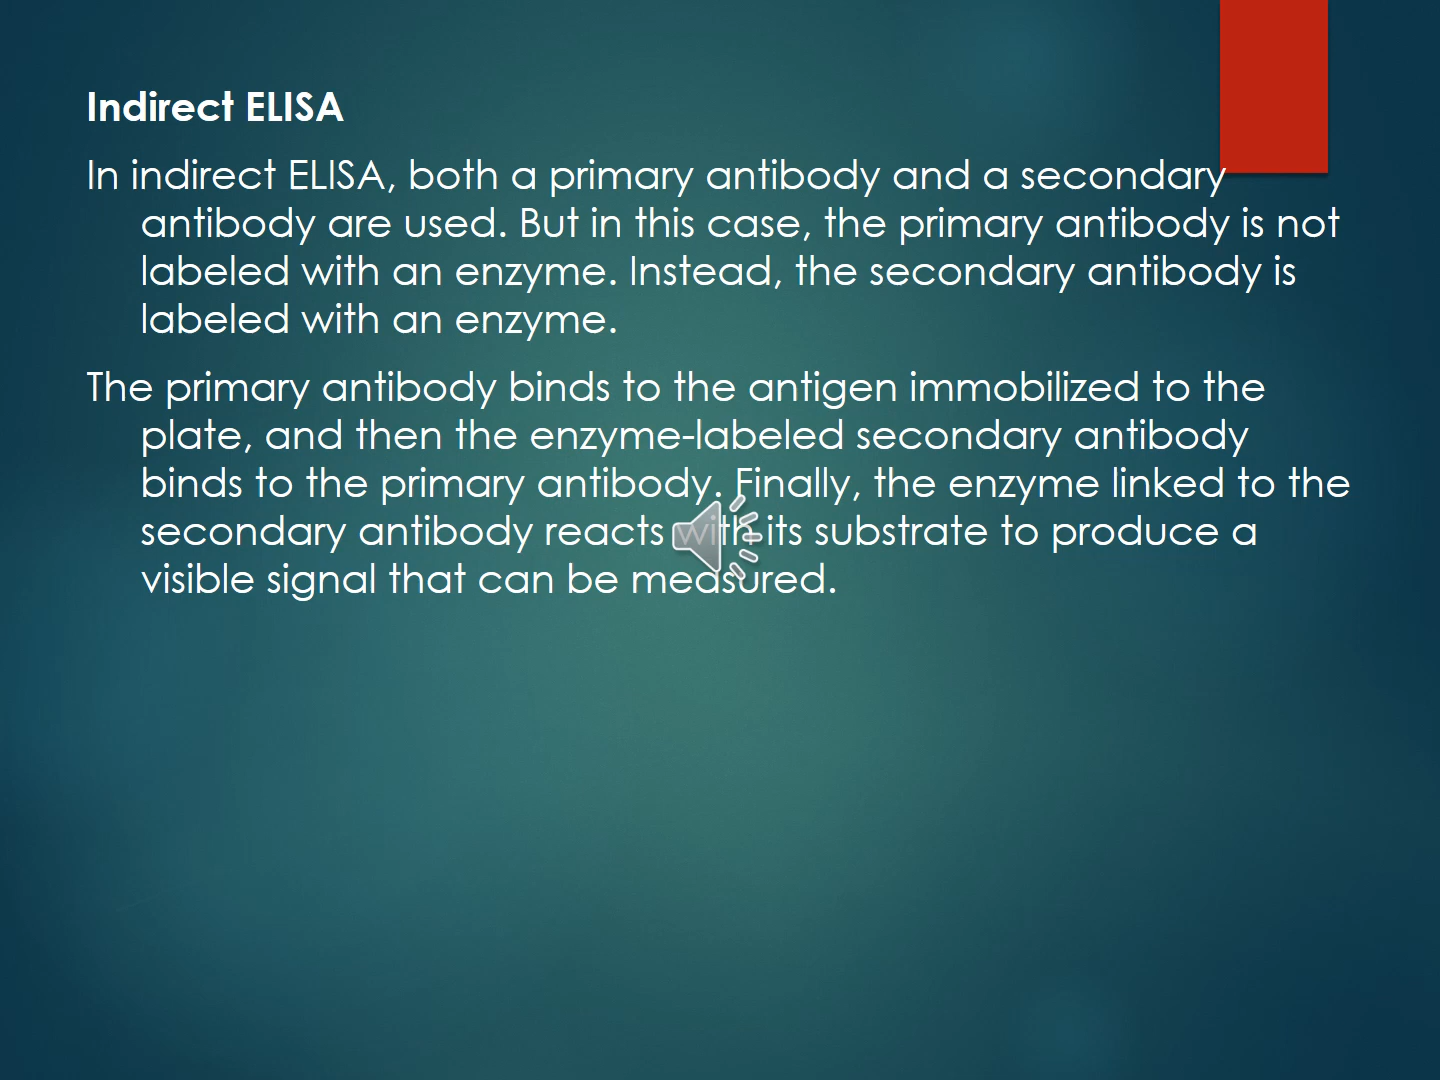 Indirect ELISA
In indirect ELISA, both a primary antibody and a secondary
antibody are used. But in this case, the primary antibody is not
labeled with an enzyme. Instead, the secondary antibody is
labeled with an enzyme.
The primary antibody binds to the antigen immobilized to the
plate, and then the enzyme-labeled secondary antibody
binds to the primary antibody. Finally, the enzyme linked to the
secondary antibody reacts with its substrate to produce a
visible signal that can be measured.